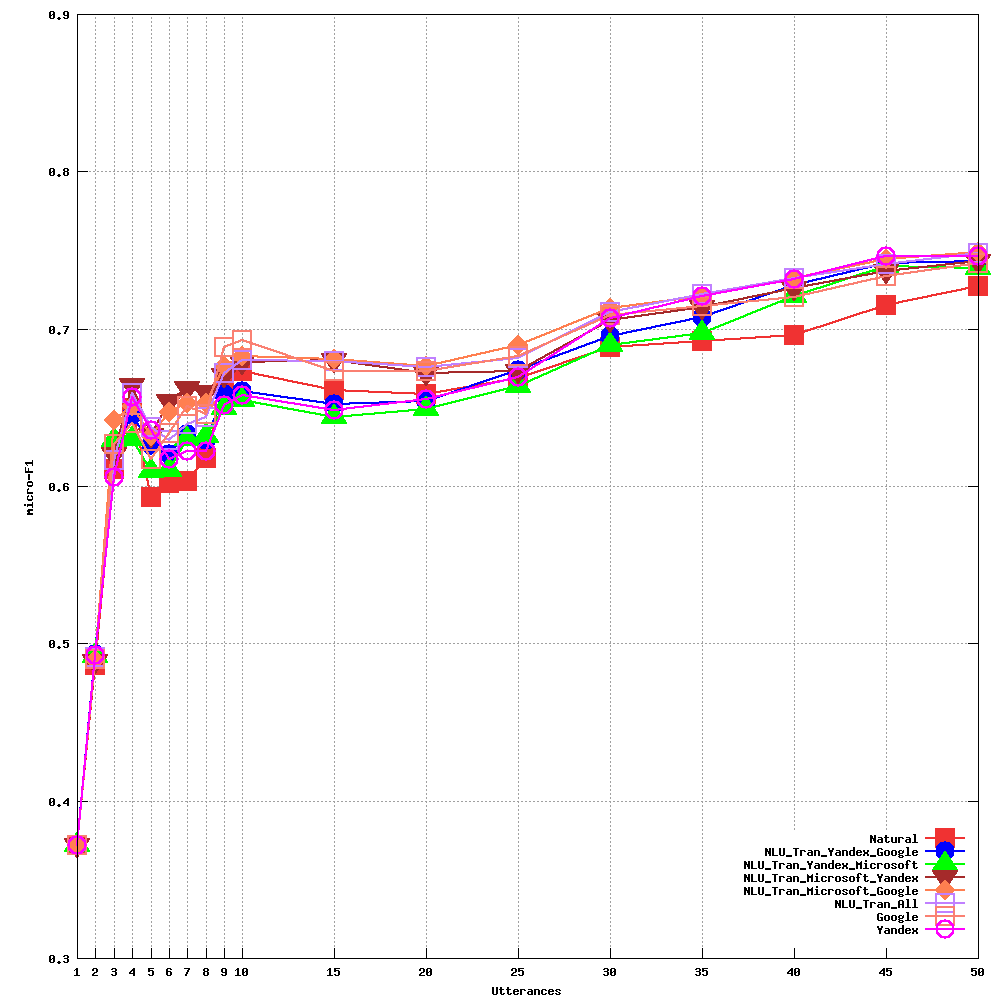 0.9
0.8
0.7
0.6
0.5
0.4
0.3
micro-F1
Natural
NLU_Tran_Yandex_Google
NLU_Tran_Yandex_Microsoft
NLU_Tran_Microsoft_Yandex
NLU_Tran_Microsoft_Google
NLU_Tran_All
Google
Yandex
1 2 3 4 5 6 7 8 9 10 15 20 25 30 35 40 45 50
Utterances